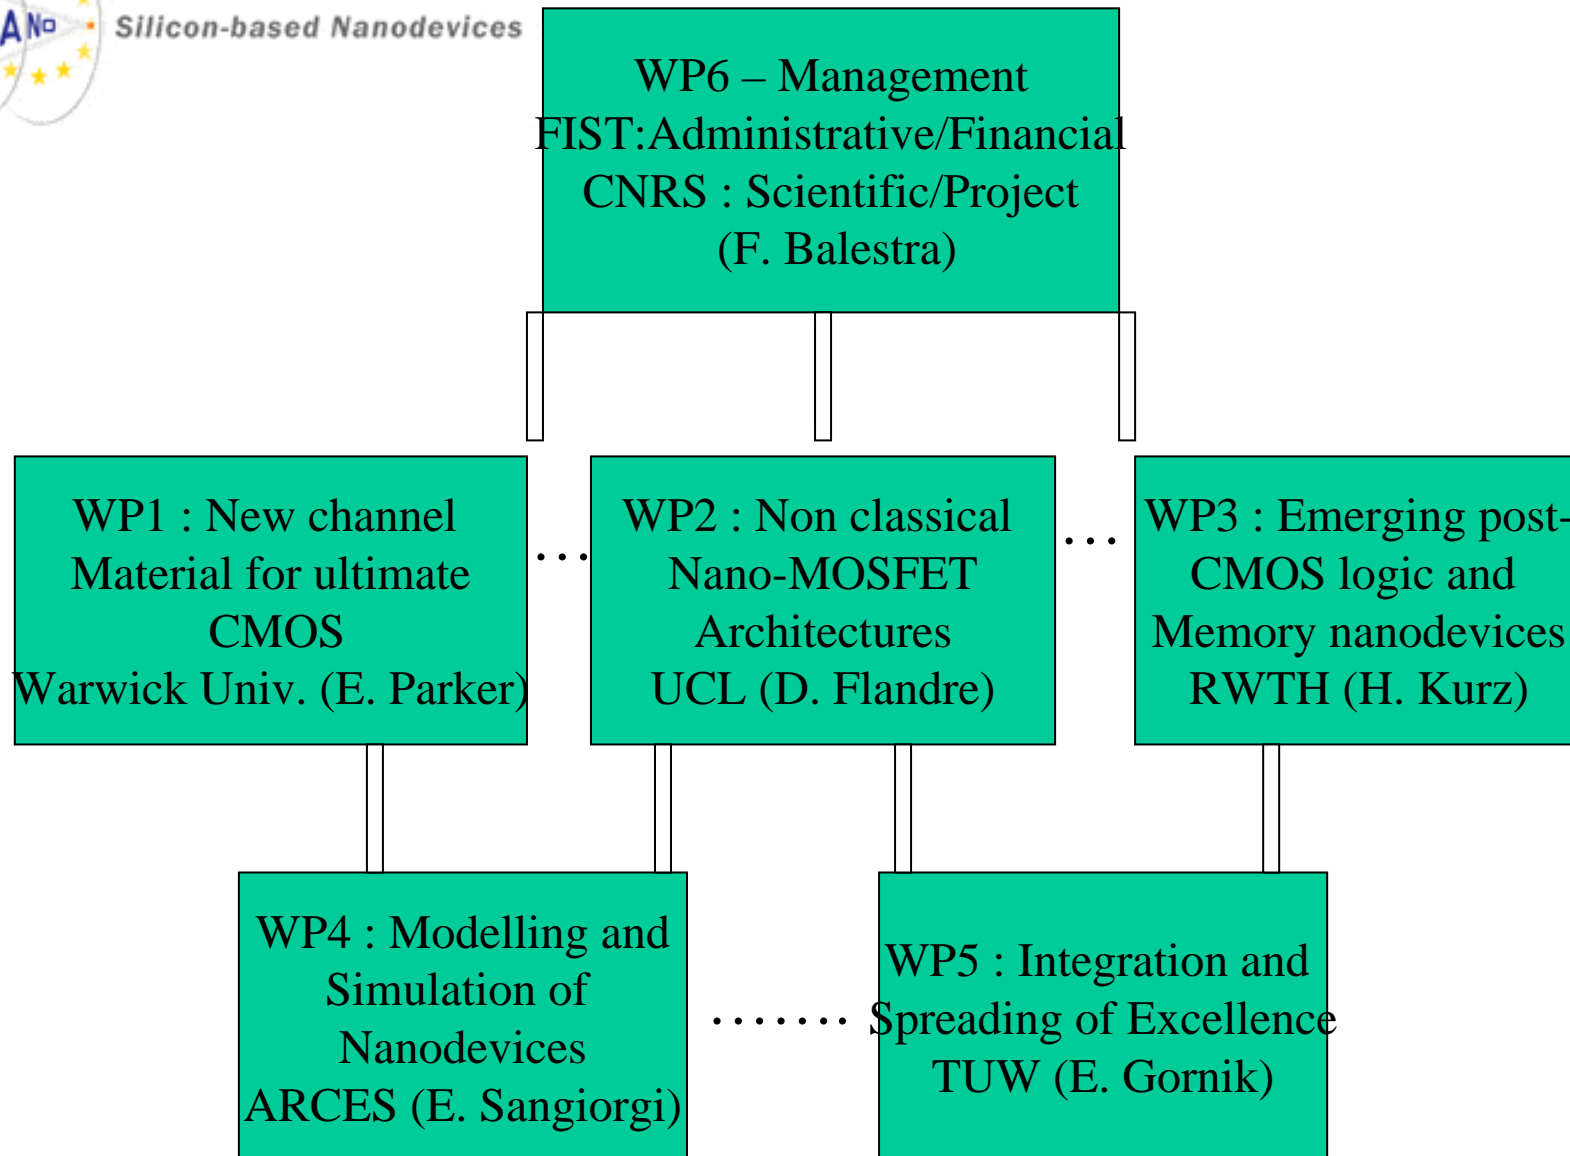 ANO
Silicon-based Nanodevices
WP6 – Management
FIST:Administrative/Financial
CNRS : Scientific/Project
(F. Balestra)
WP1 : New channel
Material for ultimate
CMOS
Warwick Univ. (E. Parker)
...
WP2 : Non classical
Nano-MOSFET
Architectures
UCL (D. Flandre)
...
WP3 : Emerging post-
CMOS logic and
Memory nanodevices
RWTH (H. Kurz)
WP4 : Modelling and
Simulation of
Nanodevices
ARCES (E. Sangiorgi)
.......
WP5 : Integration and
Spreading of Excellence
TUW (E. Gornik)